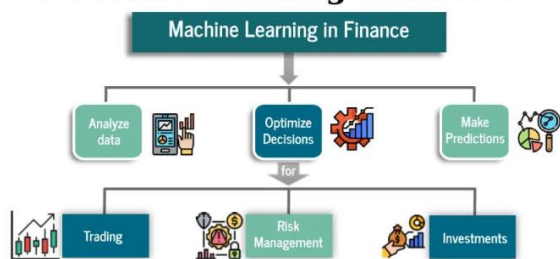 Machine Learning in Finance
Analyze
data
Optimize
Decisions
Make
Predictions
for
Trading
Risk
Management
Investments